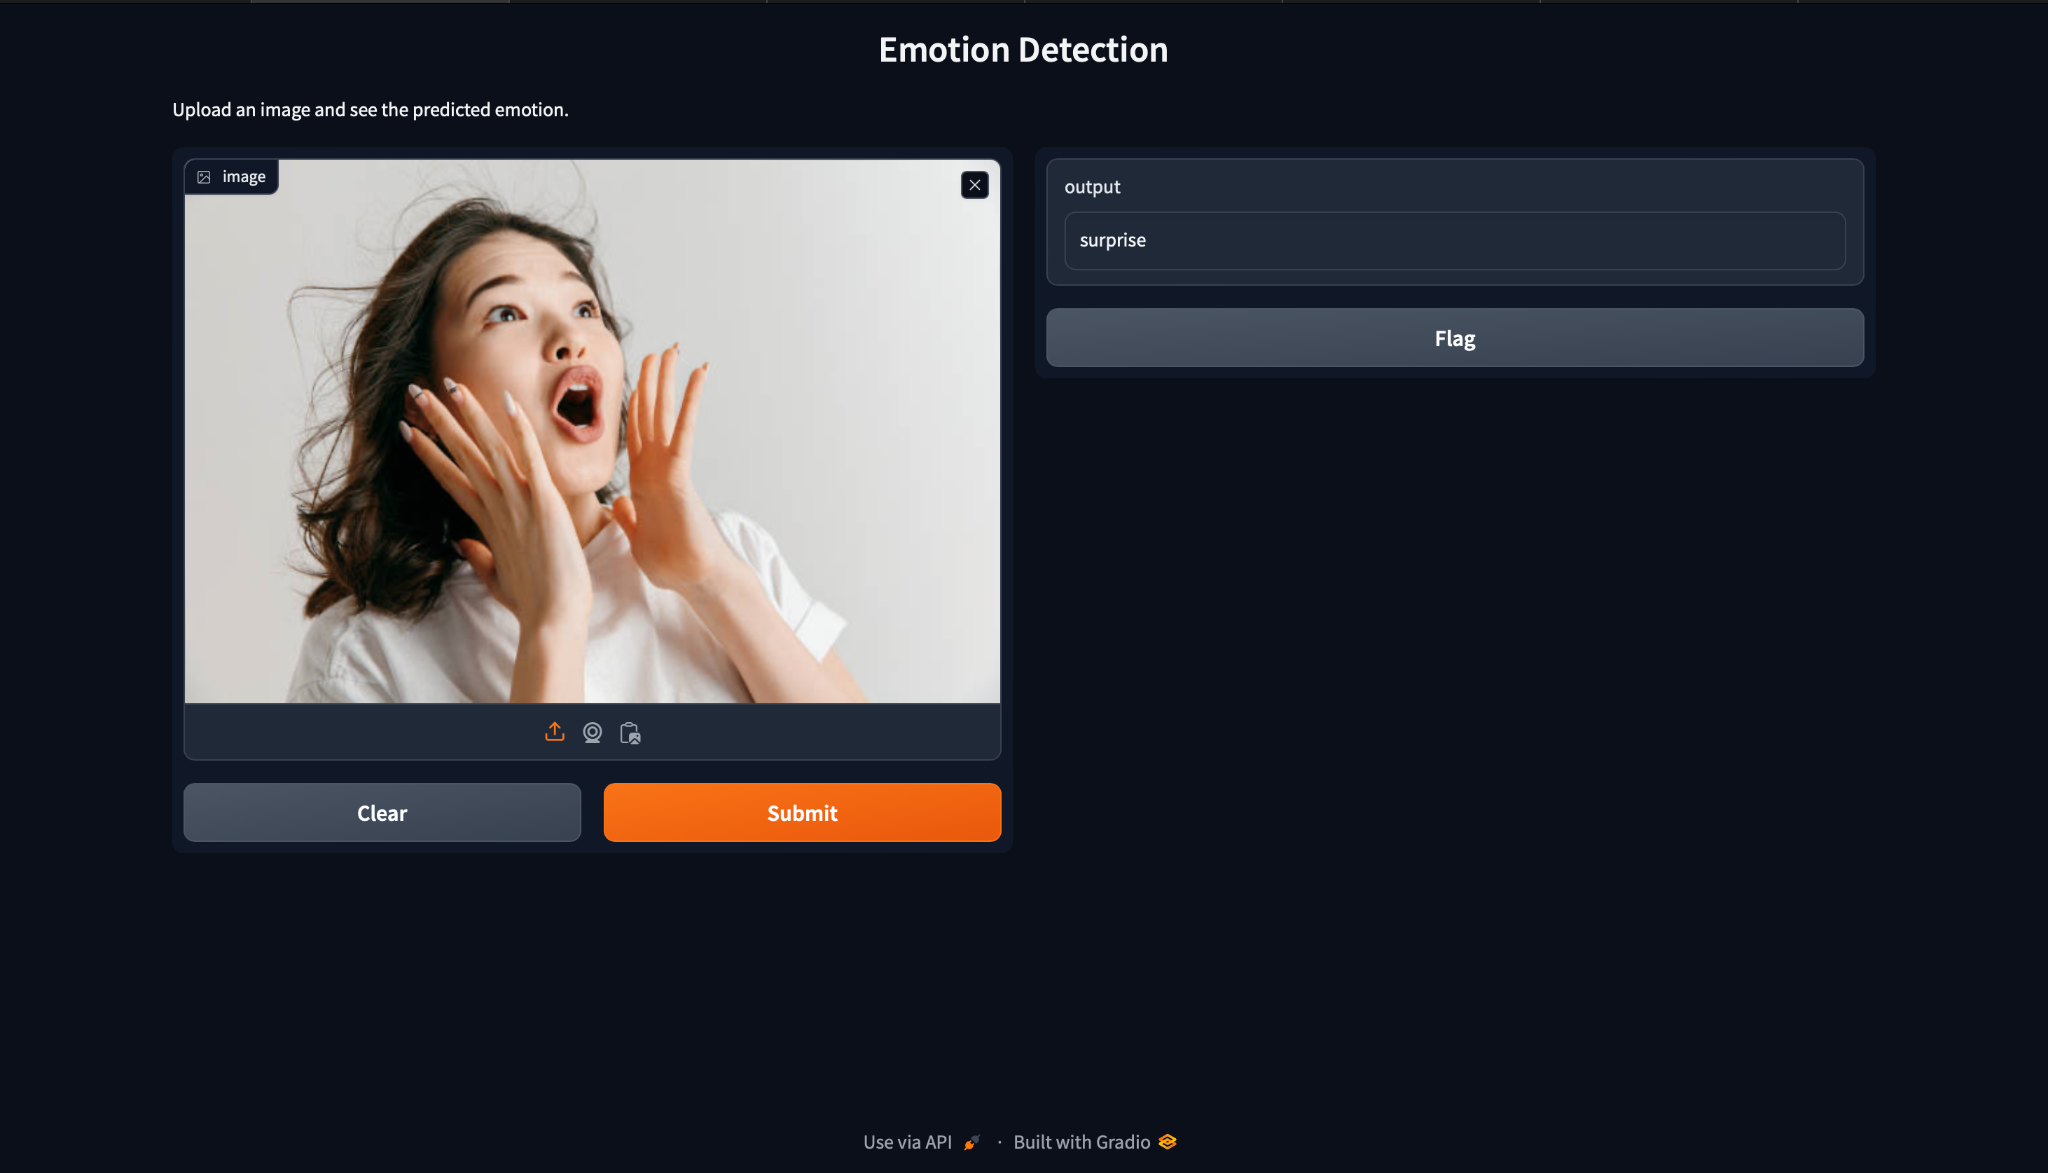 Emotion Detection
Upload an image and see the predicted emotion.
image
output
surprise
Flag
Clear
Submit
Use via API · Built with Gradio